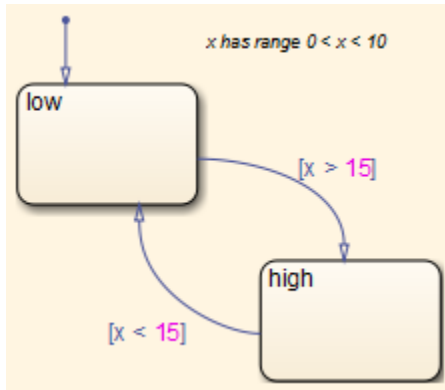 x has range 0 < x < 10
low
[x > 15]
high
[x < 15]